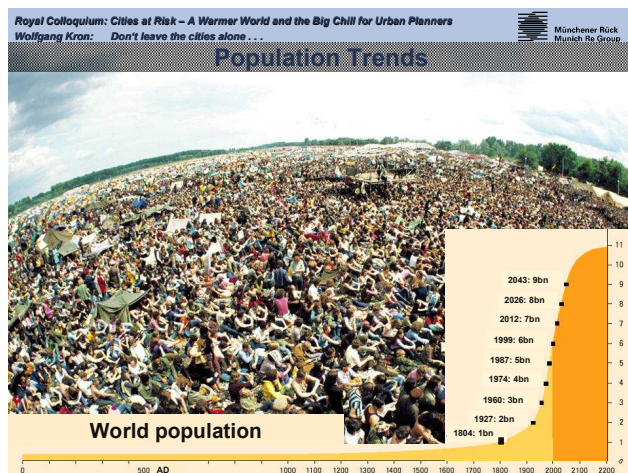 Royal Colloquium: Cities at Risk – A Warmer World and the Big Chill for Urban Planners
Wolfgang Kron: Don't leave the cities alone . . .
Münchener Rück
Munich Re Group
Population Trends
11
10
2043: 9bn
9
2026: 8bn
8
2012: 7bn
7
1999: 6bn
6
1987: 5bn
5
1974: 4bn
4
1960: 3bn
3
1927: 2bn
2
1804: 1bn
1
0
World population
0 500 AD 1000 1100 1200 1300 1400 1500 1600 1700 1800 1900 2000 2100 2200